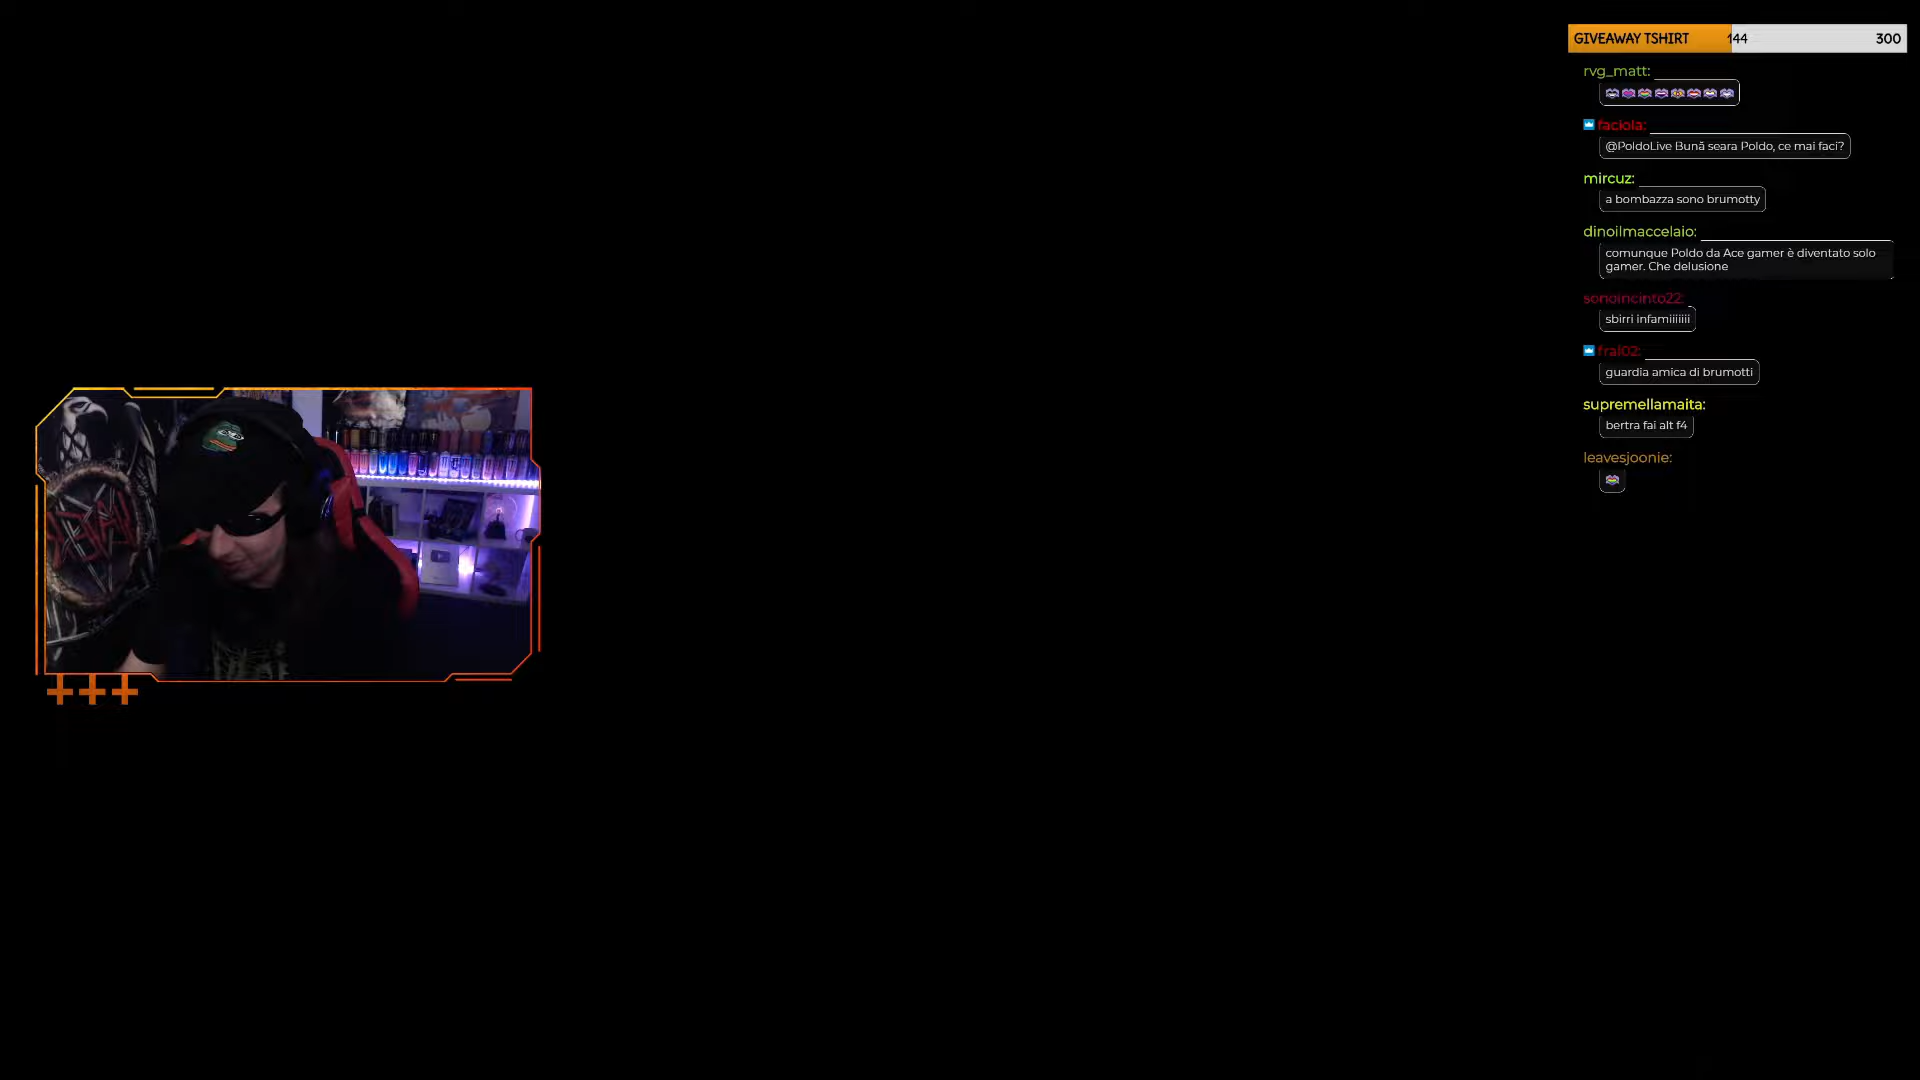 GIVEAWAY TSHIRT 144 300
rvg_matt:
faciola:
@PoldoLive Bună seara Poldo, ce mai faci?
mircuz:
a bombazza sono brumotty
dinoilmaccelaio:
comunque Poldo da Ace gamer è diventato solo
gamer. Che delusione
sonoincinto22:
sbirri infamiiiiiii
fral02:
guardia amica di brumotti
supremellamaita:
bertra fai alt f4
leavesjoonie: